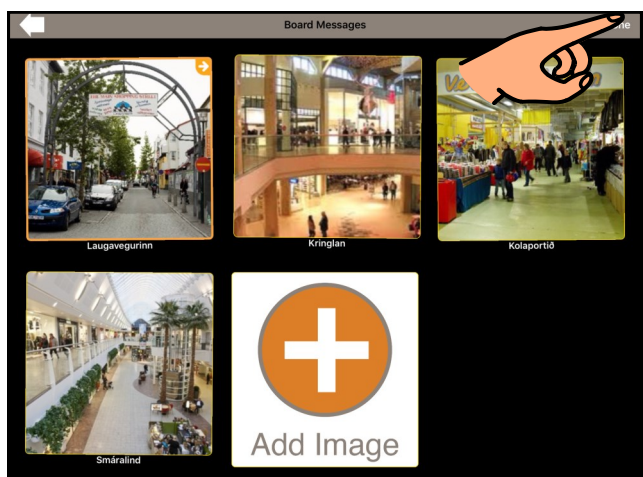 Board Messages
Laugavegurinn
Kringlan
Kolaportið
Smáralind
Add Image